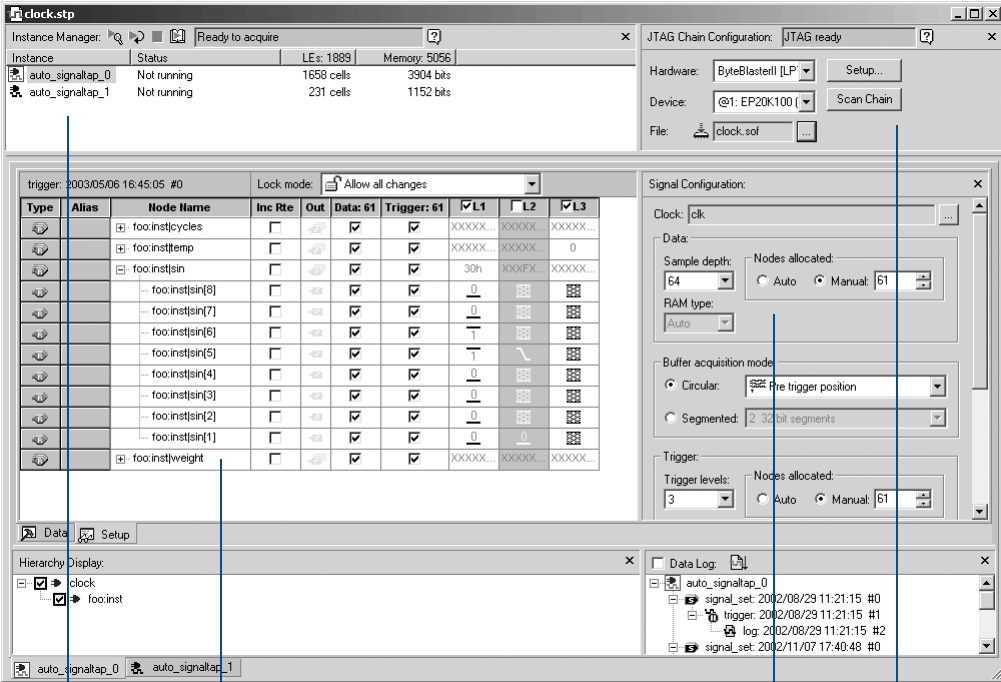 clock.stp
Instance Manager: Ready to acquire
Instance Status LEs: 1889 Memory: 5056
auto_signaltap_0 Not running 1658 cells 3904 bits
auto_signaltap_1 Not running 231 cells 1152 bits
JTAG Chain Configuration: JTAG ready
Hardware: ByteBlasterII [LPT Setup...
Device: @1: EP20K100 ( Scan Chain
File: clock.sof ...
trigger: 2003/05/06 16:45:05 #0 Lock mode: Allow all changes
Type Alias Node Name Inc Rte Out Data: 61 Trigger: 61 L1 L2 L3
foo:inst|cycles XXXXX... XXXXX... XXXXX...
foo:inst|temp XXXXX... XXXXX... 0
foo:inst|sin 30h XXXFX... XXXXX...
foo:inst|sin[8] 0
foo:inst|sin[7] 0
foo:inst|sin[6] 1
foo:inst|sin[5] 1
foo:inst|sin[4] 0
foo:inst|sin[3] 0
foo:inst|sin[2] 0
foo:inst|sin[1] 0 0
foo:inst|weight XXXXX... XXXXX... XXXXX...
Data Setup
Signal Configuration:
Clock: clk ...
Data:
Sample depth: Nodes allocated:
64 Auto Manual: 61
RAM type:
Auto
Buffer acquisition mode
Circular: Pre trigger position
Segmented: 2 32 bit segments
Trigger:
Trigger levels: Nodes allocated:
3 Auto Manual: 61
Hierarchy Display:
clock
foo:inst
Data Log:
auto_signaltap_0
signal_set: 2002/08/29 11:21:15 #0
trigger: 2002/08/29 11:21:15 #1
log: 2002/08/29 11:21:15 #2
signal_set: 2002/11/07 17:40:48 #0
auto_signaltap_0 auto_signaltap_1